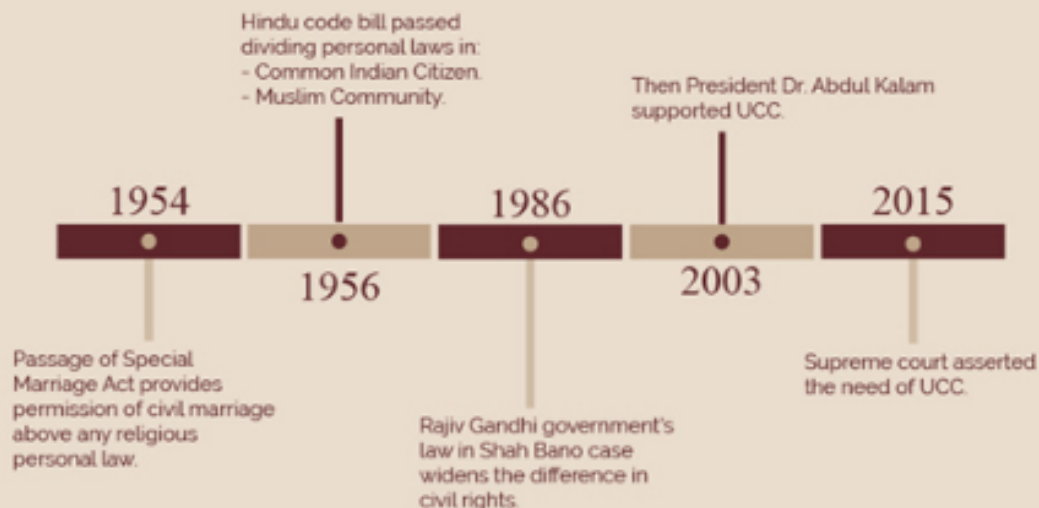 1954
Passage of Special
Marriage Act provides
permission of civil marriage
above any religious
personal law.
Hindu code bill passed
dividing personal laws in:
- Common Indian Citizen.
- Muslim Community.
1956
1986
Rajiv Gandhi government's
law in Shah Bano case
widens the difference in
civil rights.
Then President Dr. Abdul Kalam
supported UCC.
2003
2015
Supreme court asserted
the need of UCC.